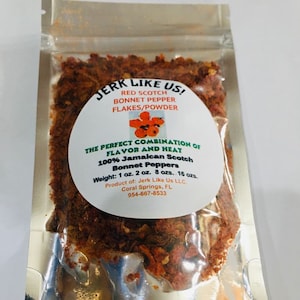 JERK LIKE US!
RED SCOTCH
BONNET PEPPER
FLAKES/POWDER
THE PERFECT COMBINATION OF
FLAVOR AND HEAT
100% Jamaican Scotch
Bonnet Peppers
Weight: 1 oz. 2 oz. 8 ozs. 16 ozs.
Product of: Jerk Like Us LLC
Coral Springs, FL
954-667-8533